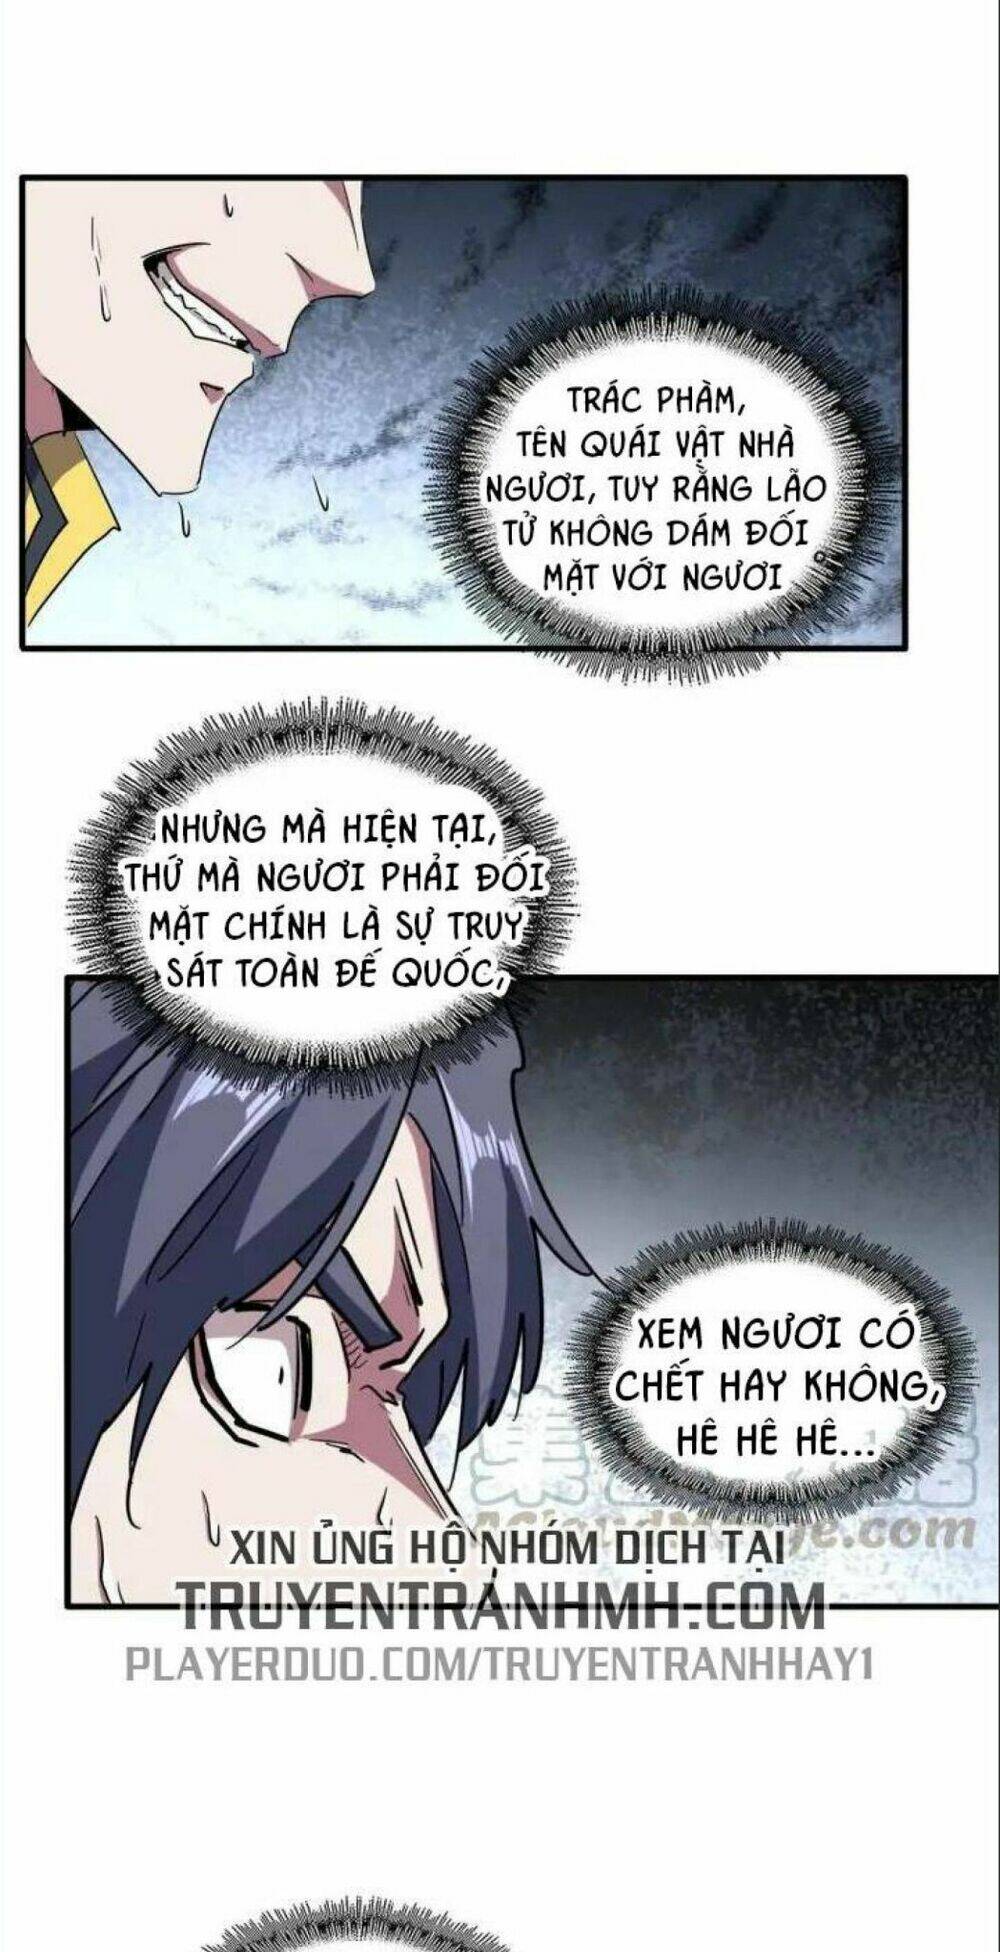 TRÁC PHÀM,
TÊN QUÁI VẬT NHÀ
NGƯƠI, TUY RẰNG LÃO
TỬ KHÔNG DÁM ĐỐI
MẶT VỚI NGƯƠI
NHƯNG MÀ HIỆN TẠI,
THỨ MÀ NGƯƠI PHẢI ĐỐI
MẶT CHÍNH LÀ SỰ TRUY
SÁT TOÀN ĐẾ QUỐC,
XEM NGƯƠI CÓ
CHẾT HAY KHÔNG,
HÊ HÊ HÊ...
ACloudMerge.com
XIN ỦNG HỘ NHÓM DỊCH TẠI
TRUYENTRANHMH.COM
PLAYERDUO.COM/TRUYENTRANHHAY1